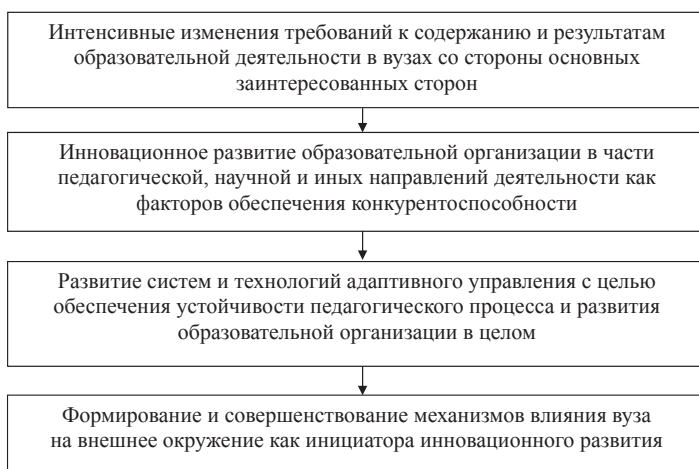 Интенсивные изменения требований к содержанию и результатам
образовательной деятельности в вузах со стороны основных
заинтересованных сторон
Инновационное развитие образовательной организации в части
педагогической, научной и иных направлений деятельности как
факторов обеспечения конкурентоспособности
Развитие систем и технологий адаптивного управления с целью
обеспечения устойчивости педагогического процесса и развития
образовательной организации в целом
Формирование и совершенствование механизмов влияния вуза
на внешнее окружение как инициатора инновационного развития